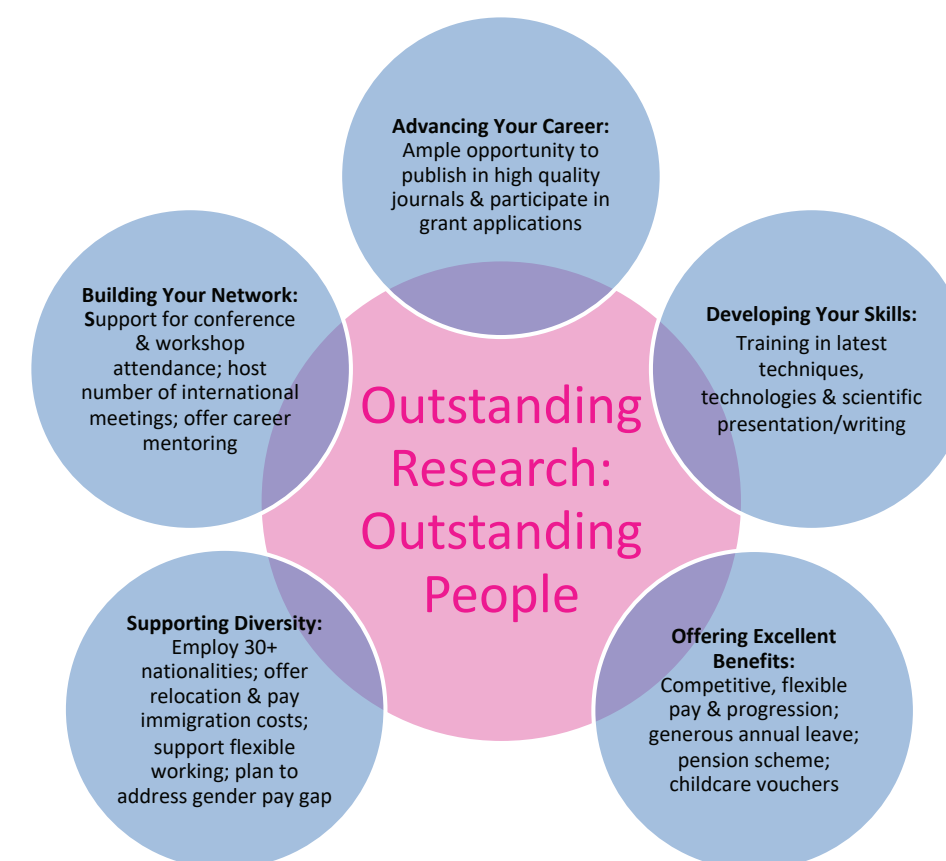 Advancing Your Career:
Ample opportunity to
publish in high quality
journals & participate in
grant applications
Building Your Network:
Support for conference
& workshop
attendance; host
number of international
meetings; offer career
mentoring
Developing Your Skills:
Training in latest
techniques,
technologies & scientific
presentation/writing
Outstanding
Research:
Outstanding
People
Supporting Diversity:
Employ 30+
nationalities; offer
relocation & pay
immigration costs;
support flexible
working; plan to
address gender pay gap
Offering Excellent
Benefits:
Competitive, flexible
pay & progression;
generous annual leave;
pension scheme;
childcare vouchers